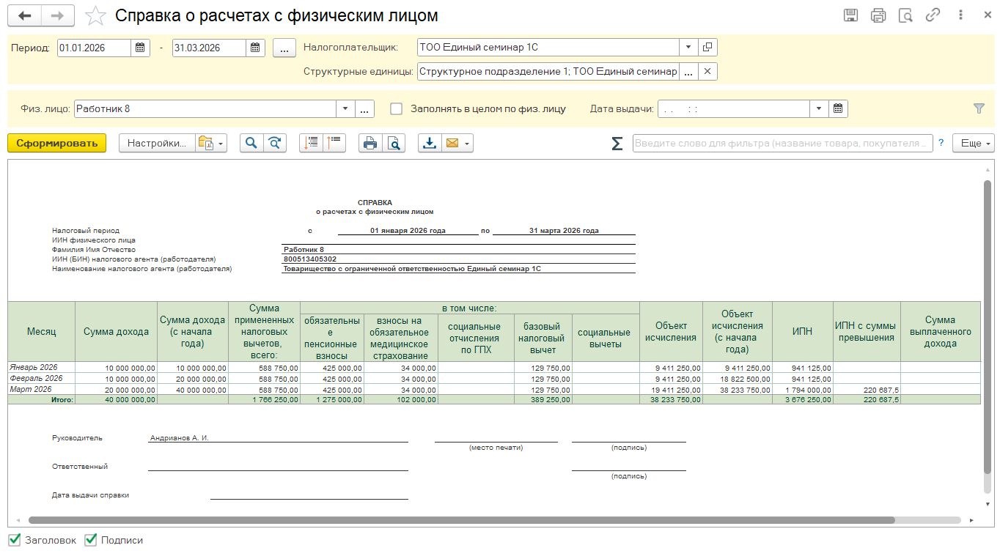 Справка о расчетах с физическим лицом
Период: 01.01.2026 - 31.03.2026 ... Налогоплательщик: ТОО Единый семинар 1С
Структурные единицы: Структурное подразделение 1; ТОО Единый семинар ...
Физ. лицо: Работник 8 ... Заполнять в целом по физ. лицу Дата выдачи: . . : :
Сформировать Настройки... Σ Введите слово для фильтра (название товара, покупателя ... ? Еще
СПРАВКА
о расчетах с физическим лицом
Налоговый период с 01 января 2026 года по 31 марта 2026 года
ИИН физического лица
Фамилия Имя Отчество Работник 8
ИИН (БИН) налогового агента (работодателя) 800513405302
Наименование налогового агента (работодателя) Товарищество с ограниченной ответственностью Единый семинар 1С
Месяц
Сумма дохода
Сумма дохода
(с начала
года)
Сумма
примененных
налоговых
вычетов,
всего:
в том числе:
обязательны
е
пенсионные
взносы
взносы на
обязательное
медицинское
страхование
социальные
отчисления
по ГПХ
базовый
налоговый
вычет
социальные
вычеты
Объект
исчисления
Объект
исчисления
(с начала
года)
ИПН
ИПН с суммы
превышения
Сумма
выплаченного
дохода
Январь 2026 10 000 000,00 10 000 000,00 588 750,00 425 000,00 34 000,00 129 750,00 9 411 250,00 9 411 250,00 941 125,00
Февраль 2026 10 000 000,00 20 000 000,00 588 750,00 425 000,00 34 000,00 129 750,00 9 411 250,00 18 822 500,00 941 125,00
Март 2026 20 000 000,00 40 000 000,00 588 750,00 425 000,00 34 000,00 129 750,00 19 411 250,00 38 233 750,00 1 794 000,00 220 687,5
Итого: 40 000 000,00 1 766 250,00 1 275 000,00 102 000,00 389 250,00 38 233 750,00 3 676 250,00 220 687,5
Руководитель Андрианов А. И.
(место печати) (подпись)
Ответственный
(подпись)
Дата выдачи справки
Заголовок Подписи